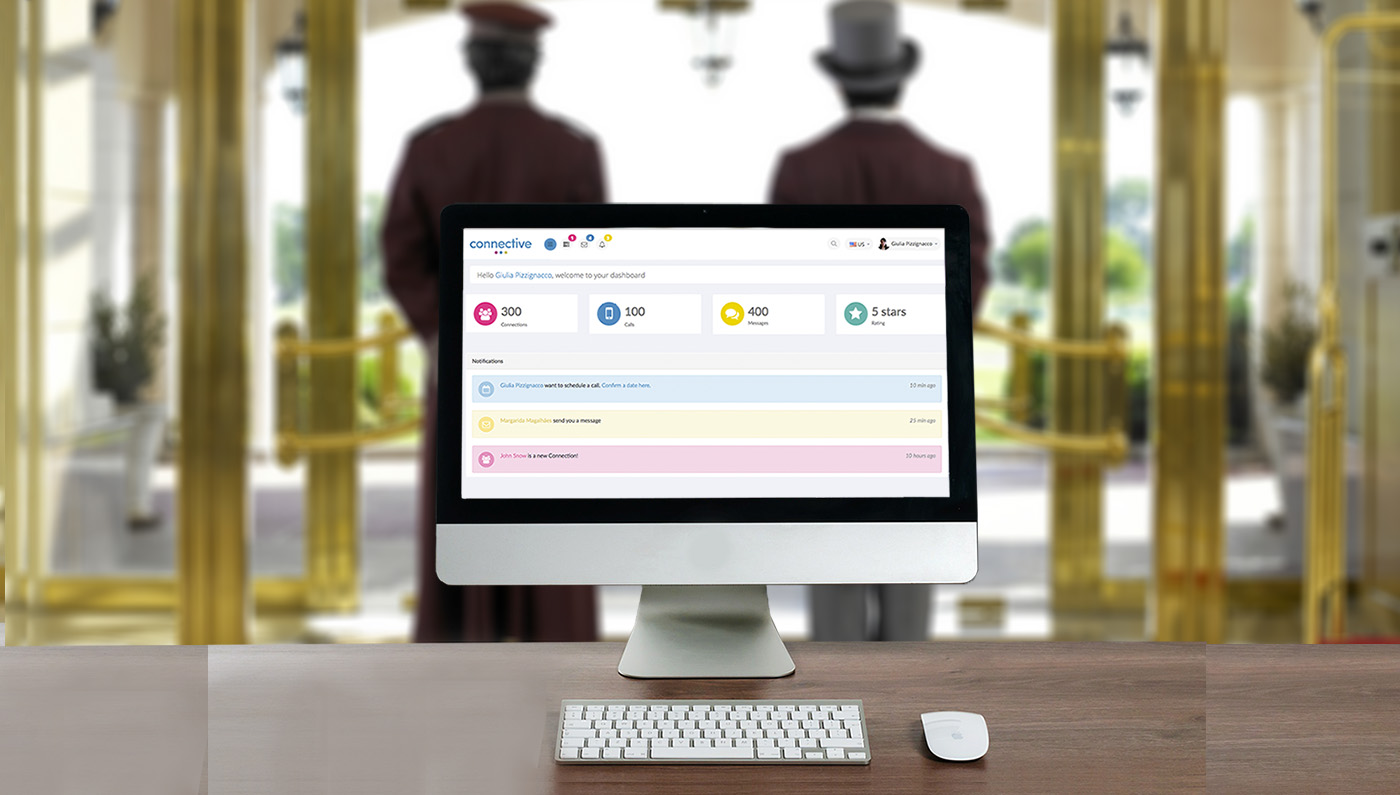 connective
1
US
Giulia Pizzignacco
Hello Giulia Pizzignacco, welcome to your dashboard
300
Connections
100
Calls
400
Messages
5 stars
Rating
Notifications
Giulia Pizzignacco want to schedule a call. Confirm a date here.
10 min ago
Margarida Magalhães send you a message
25 min ago
John Snow is a new Connection!
10 hours ago